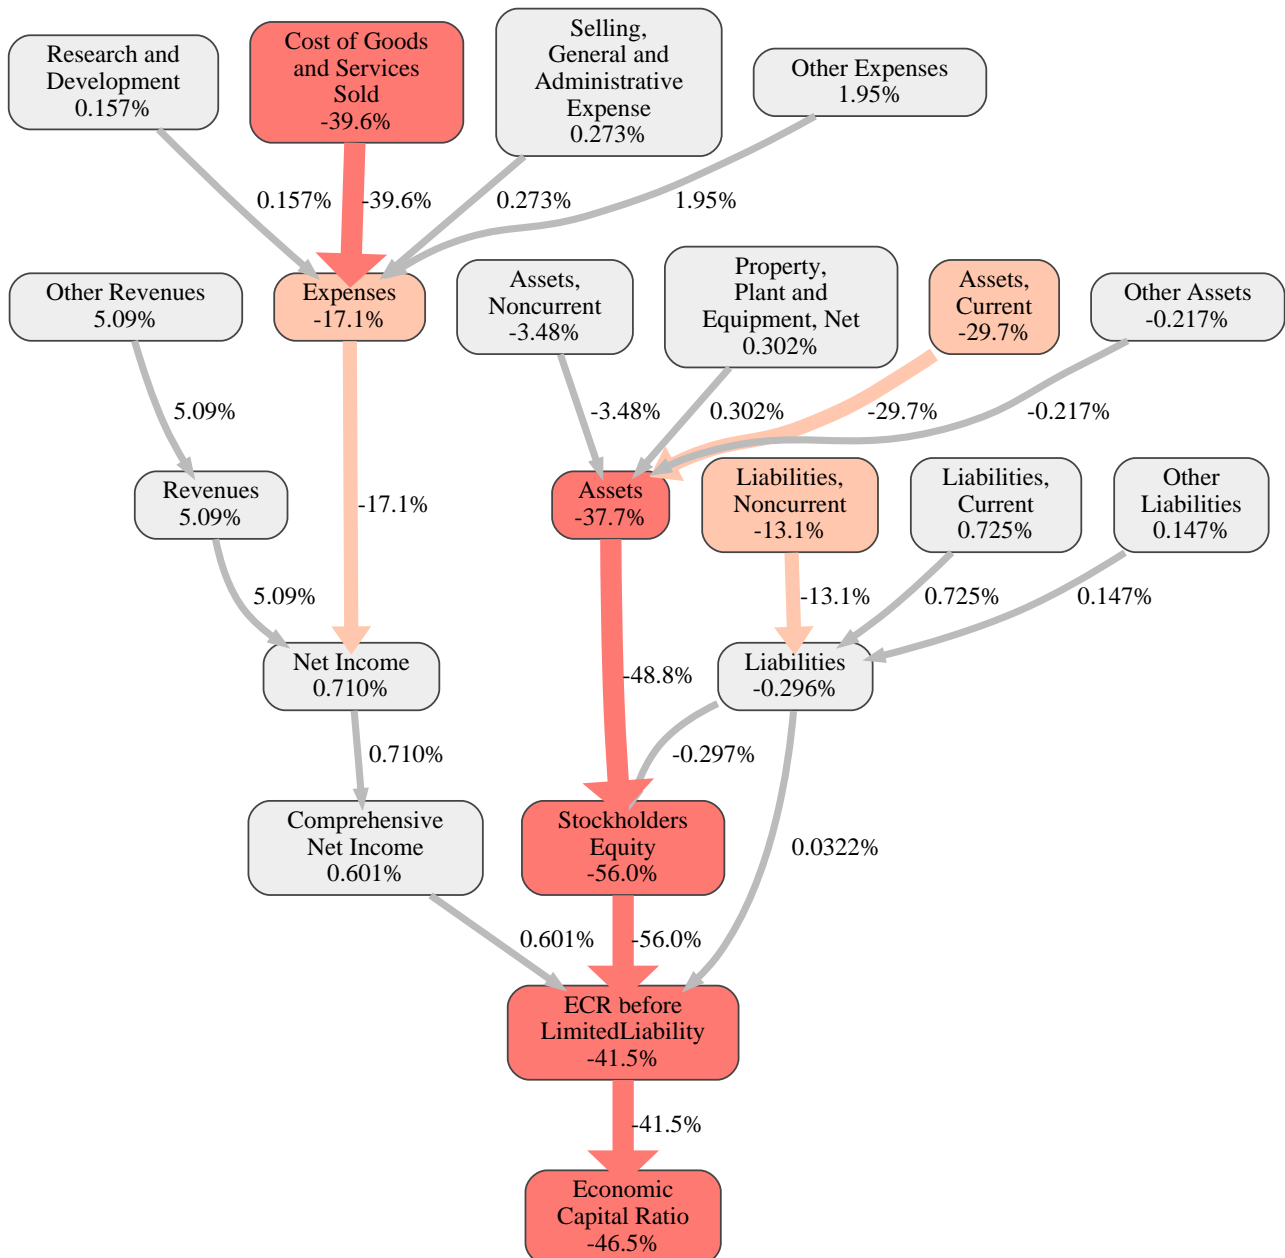 Research and
Development
0.157%
Cost of Goods
and Services
Sold
-39.6%
Selling,
General and
Administrative
Expense
0.273%
Other Expenses
1.95%
0.157%
-39.6%
0.273%
1.95%
Other Revenues
5.09%
Expenses
-17.1%
Assets,
Noncurrent
-3.48%
Property,
Plant and
Equipment, Net
0.302%
Assets,
Current
-29.7%
Other Assets
-0.217%
5.09%
-3.48%
0.302%
-29.7%
-0.217%
Revenues
5.09%
-17.1%
Assets
-37.7%
Liabilities,
Noncurrent
-13.1%
Liabilities,
Current
0.725%
Other
Liabilities
0.147%
5.09%
-13.1%
0.725%
0.147%
Net Income
0.710%
-48.8%
Liabilities
-0.296%
0.710%
-0.297%
Comprehensive
Net Income
0.601%
Stockholders
Equity
-56.0%
0.0322%
0.601%
-56.0%
ECR before
LimitedLiability
-41.5%
-41.5%
Economic
Capital Ratio
-46.5%